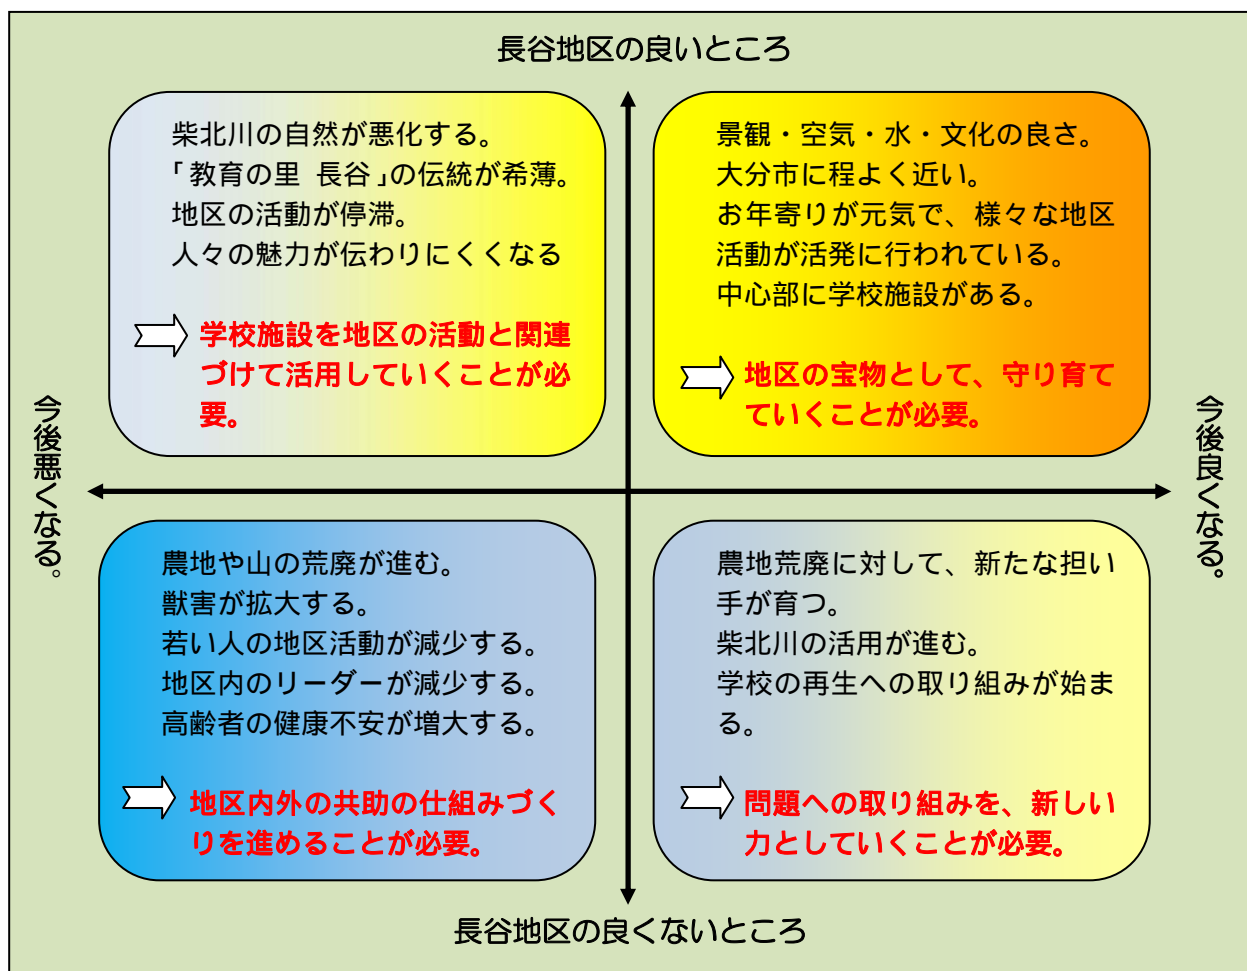 長谷地区の良いところ
柴北川の自然が悪化する。
「教育の里 長谷」の伝統が希薄。
地区の活動が停滞。
人々の魅力が伝わりにくくなる
学校施設を地区の活動と関連
づけて活用していくことが必
要。
景観・空気・水・文化の良さ。
大分市に程よく近い。
お年寄りが元気で、様々な地区
活動が活発に行われている。
中心部に学校施設がある。
地区の宝物として、守り育て
ていくことが必要。
今後悪くなる。
今後良くなる。
農地や山の荒廃が進む。
獣害が拡大する。
若い人の地区活動が減少する。
地区内のリーダーが減少する。
高齢者の健康不安が増大する。
地区内外の共助の仕組みづく
りを進めることが必要。
農地荒廃に対して、新たな担い
手が育つ。
柴北川の活用が進む。
学校の再生への取り組みが始ま
る。
問題への取り組みを、新しい
力としていくことが必要。
長谷地区の良くないところ